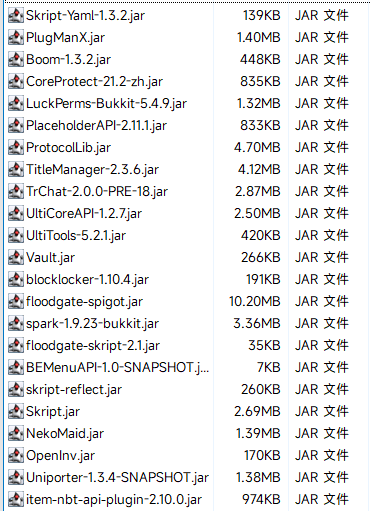 Skript-Yaml-1.3.2.jar 139KB JAR 文件
PlugManX.jar 1.40MB JAR 文件
Boom-1.3.2.jar 448KB JAR 文件
CoreProtect-21.2-zh.jar 835KB JAR 文件
LuckPerms-Bukkit-5.4.9.jar 1.32MB JAR 文件
PlaceholderAPI-2.11.1.jar 833KB JAR 文件
ProtocolLib.jar 4.70MB JAR 文件
TitleManager-2.3.6.jar 4.12MB JAR 文件
TrChat-2.0.0-PRE-18.jar 2.87MB JAR 文件
UltiCoreAPI-1.2.7.jar 2.50MB JAR 文件
UltiTools-5.2.1.jar 420KB JAR 文件
Vault.jar 266KB JAR 文件
blocklocker-1.10.4.jar 191KB JAR 文件
floodgate-spigot.jar 10.20MB JAR 文件
spark-1.9.23-bukkit.jar 3.36MB JAR 文件
floodgate-skript-2.1.jar 35KB JAR 文件
BEMenuAPI-1.0-SNAPSHOT.j... 7KB JAR 文件
skript-reflect.jar 260KB JAR 文件
Skript.jar 2.69MB JAR 文件
NekoMaid.jar 1.39MB JAR 文件
OpenInv.jar 170KB JAR 文件
Uniporter-1.3.4-SNAPSHOT.jar 1.38MB JAR 文件
item-nbt-api-plugin-2.10.0.jar 974KB JAR 文件